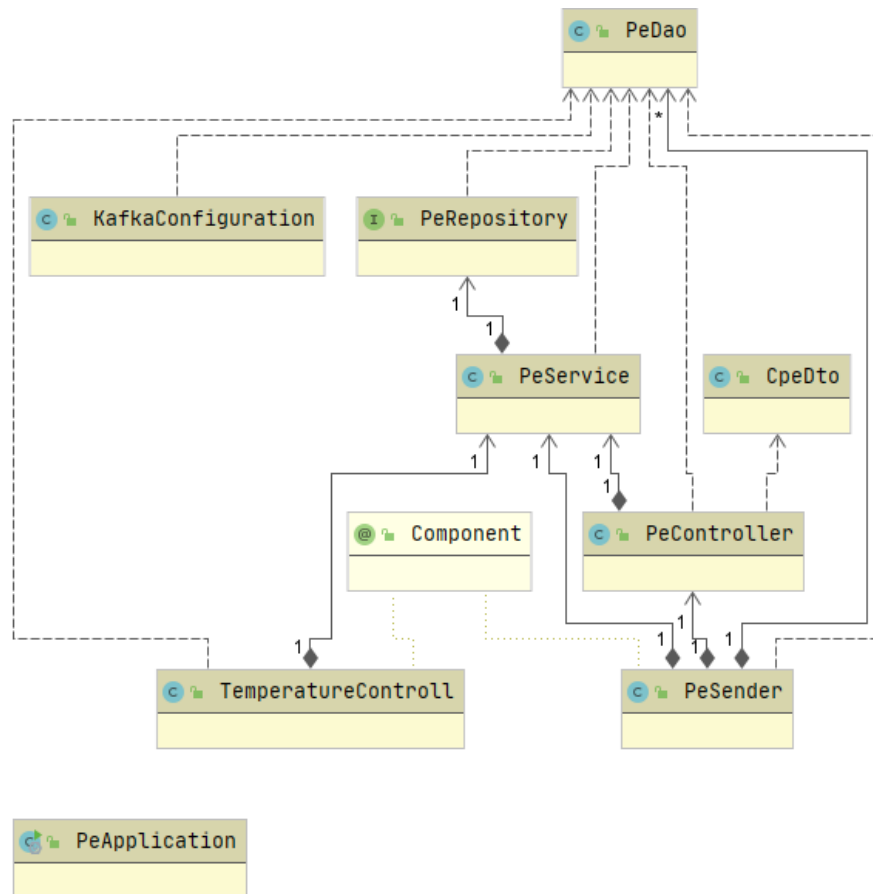 C PeDao
*
C KafkaConfiguration
I PeRepository
1
1
C PeService
C CpeDto
1
1
1
1
@ Component
C PeController
1
1
1
1
1
C TemperatureControll
C PeSender
C PeApplication